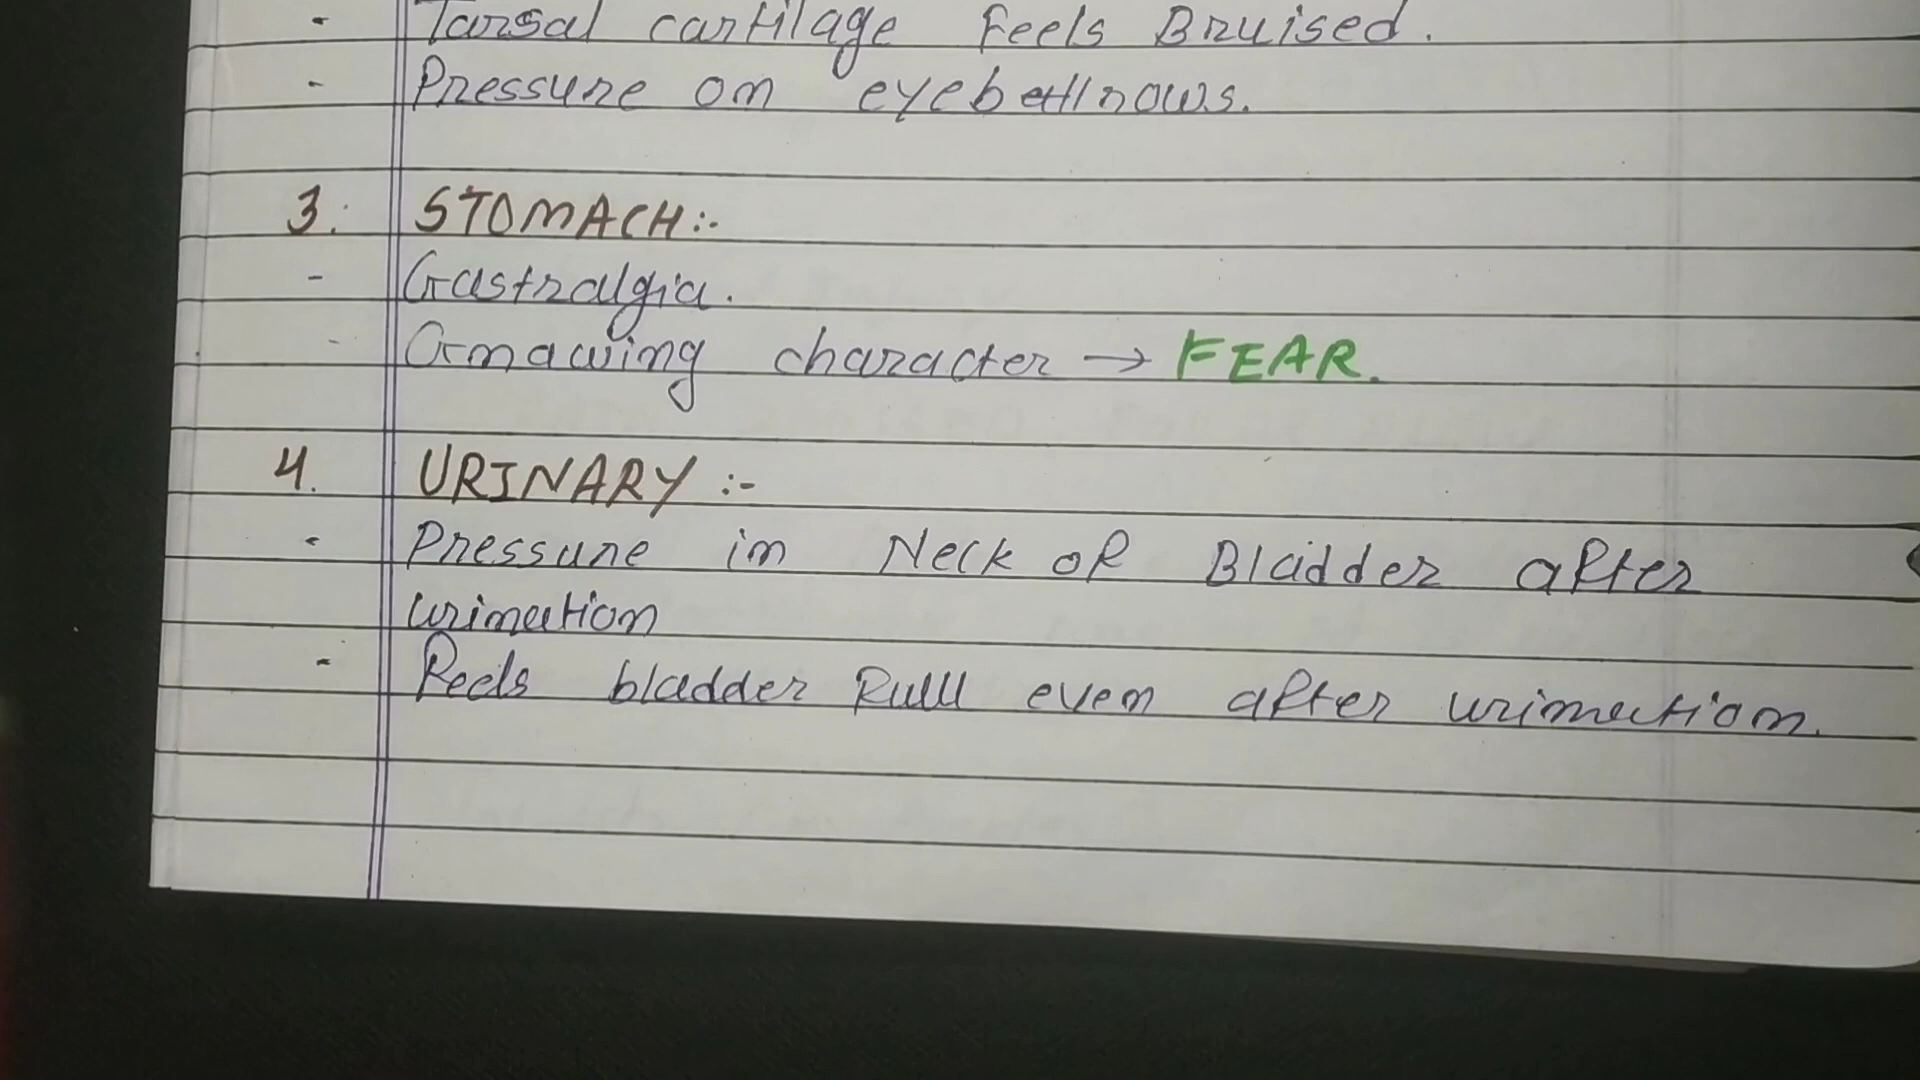 - Tarsal cartilage Feels Bruised.
- Pressure on eyeballnows.
3. STOMACH:-
- Gastralgia.
- Gnawing character → FEAR.
4. URINARY :-
- Pressure in Neck of Bladder after
urination
- Feels bladder Full even after urination.